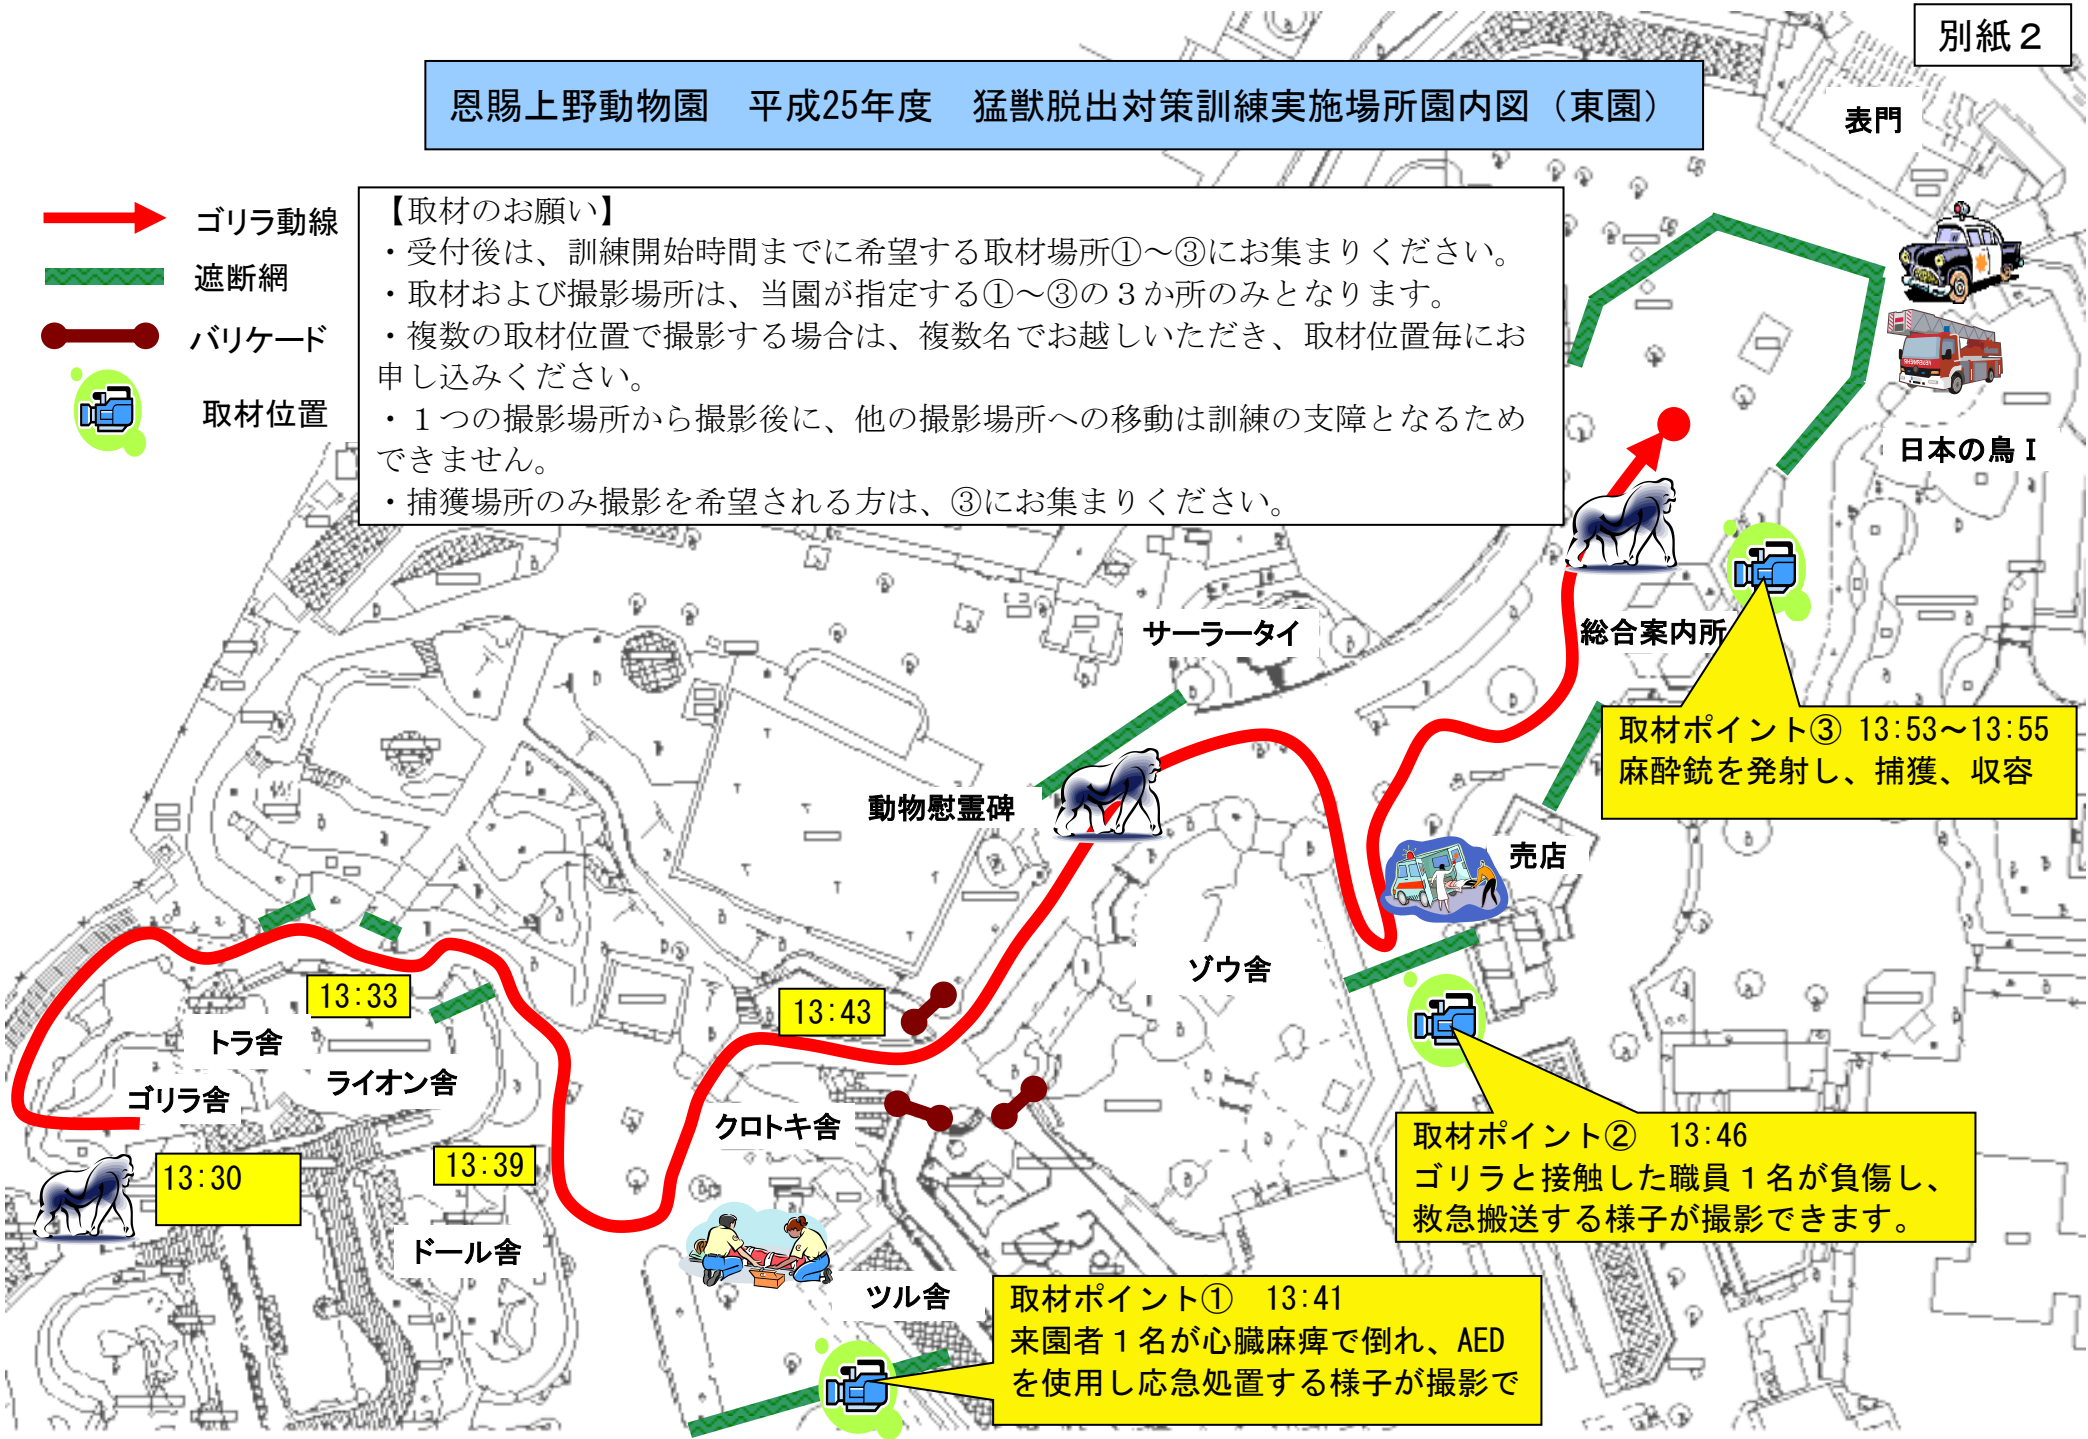 別紙２
恩賜上野動物園　平成25年度　猛獣脱出対策訓練実施場所園内図（東園）
表門
ゴリラ動線
遮断網
バリケード
取材位置
【取材のお願い】
・受付後は、訓練開始時間までに希望する取材場所①～③にお集まりください。
・取材および撮影場所は、当園が指定する①～③の３か所のみとなります。
・複数の取材位置で撮影する場合は、複数名でお越しいただき、取材位置毎にお
申し込みください。
・１つの撮影場所から撮影後に、他の撮影場所への移動は訓練の支障となるため
できません。
・捕獲場所のみ撮影を希望される方は、③にお集まりください。
日本の鳥Ⅰ
サーラータイ
総合案内所
取材ポイント③ 13:53～13:55
麻酔銃を発射し、捕獲、収容
動物慰霊碑
売店
ゾウ舎
13:33
13:43
トラ舎
ライオン舎
ゴリラ舎
クロトキ舎
13:30
13:39
取材ポイント②　13:46
ゴリラと接触した職員１名が負傷し、
救急搬送する様子が撮影できます。
ドール舎
ツル舎
取材ポイント①　13:41
来園者１名が心臓麻痺で倒れ、AED
を使用し応急処置する様子が撮影で